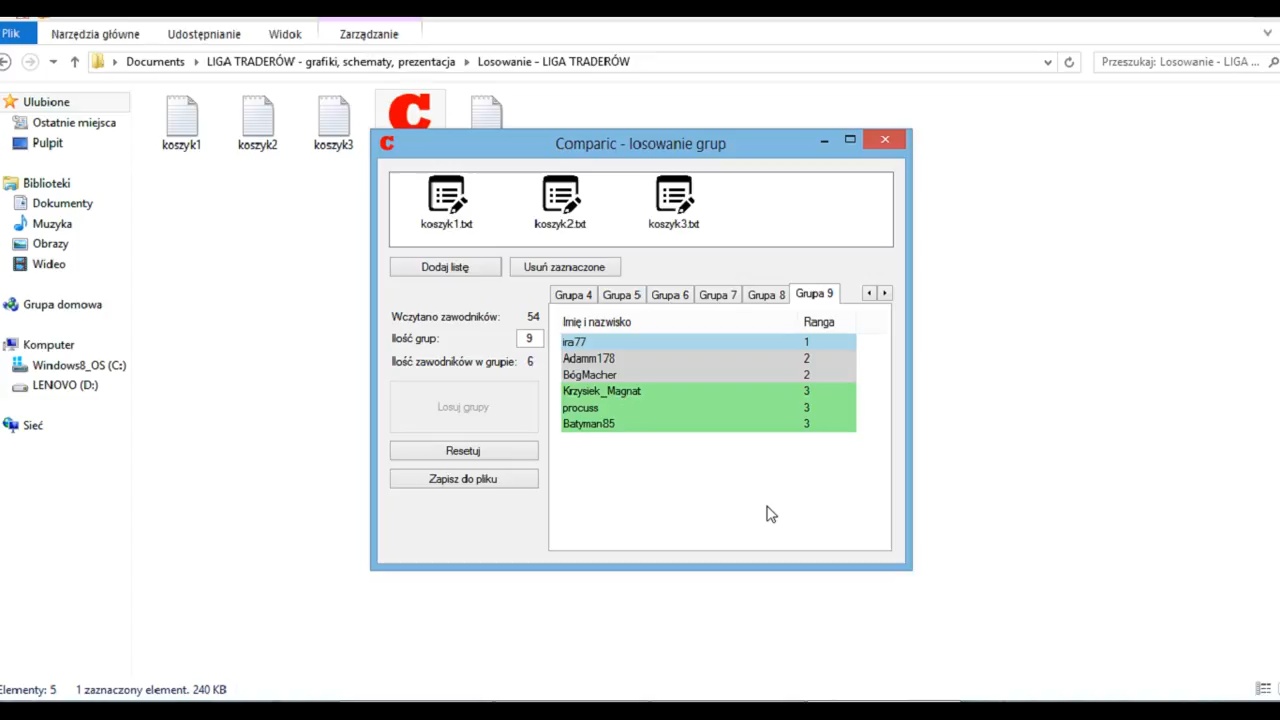 Plik Narzędzia główne Udostępnianie Widok Zarządzanie
Documents LIGA TRADERÓW - grafiki, schematy, prezentacja Losowanie - LIGA TRADERÓW Przeszukaj: Losowanie - LIGA ...
Ulubione
Ostatnie miejsca
Pulpit
Biblioteki
Dokumenty
Muzyka
Obrazy
Wideo
Grupa domowa
Komputer
Windows8_OS (C:)
LENOVO (D:)
Sieć
koszyk1 koszyk2 koszyk3
C
C Comparic - losowanie grup
koszyk1.txt koszyk2.txt koszyk3.txt
Dodaj listę Usuń zaznaczone
Wczytano zawodników: 54
Ilość grup: 9
Ilość zawodników w grupie: 6
Losuj grupy
Resetuj
Zapisz do pliku
Grupa 4 Grupa 5 Grupa 6 Grupa 7 Grupa 8 Grupa 9
Imię i nazwisko Ranga
ira77 1
Adamm178 2
BógMacher 2
Krzysiek_Magnat 3
procuss 3
Batyman85 3
Elementy: 5 1 zaznaczony element. 240 KB